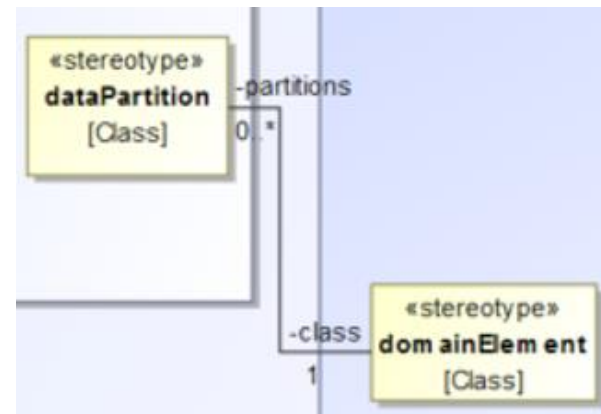 «stereotype»
dataPartition
[Class]
-partitions
0..*
-class
1
«stereotype»
domainElement
[Class]